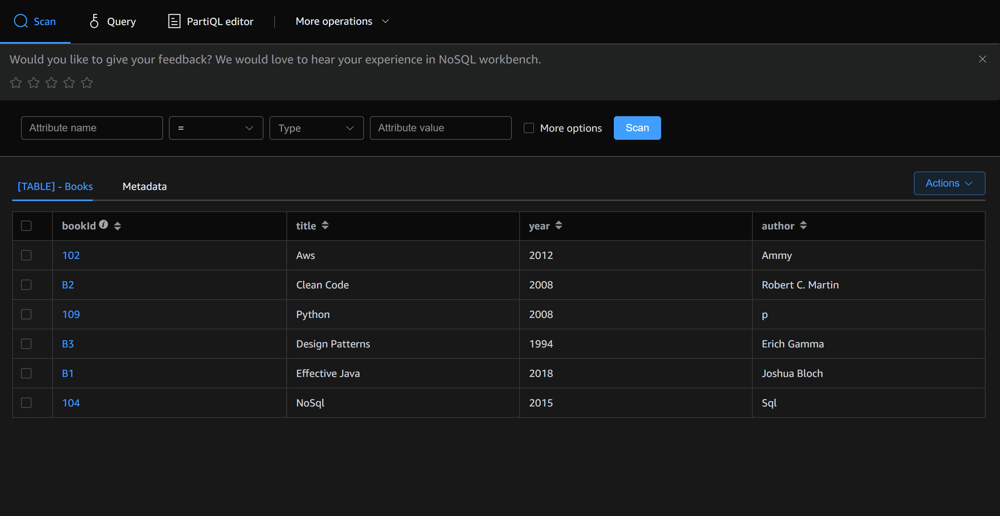 Scan Query PartiQL editor More operations
Would you like to give your feedback? We would love to hear your experience in NoSQL workbench.
Attribute name = Type Attribute value More options Scan
[TABLE] - Books Metadata Actions
bookId title year author
102 Aws 2012 Ammy
B2 Clean Code 2008 Robert C. Martin
109 Python 2008 p
B3 Design Patterns 1994 Erich Gamma
B1 Effective Java 2018 Joshua Bloch
104 NoSql 2015 Sql